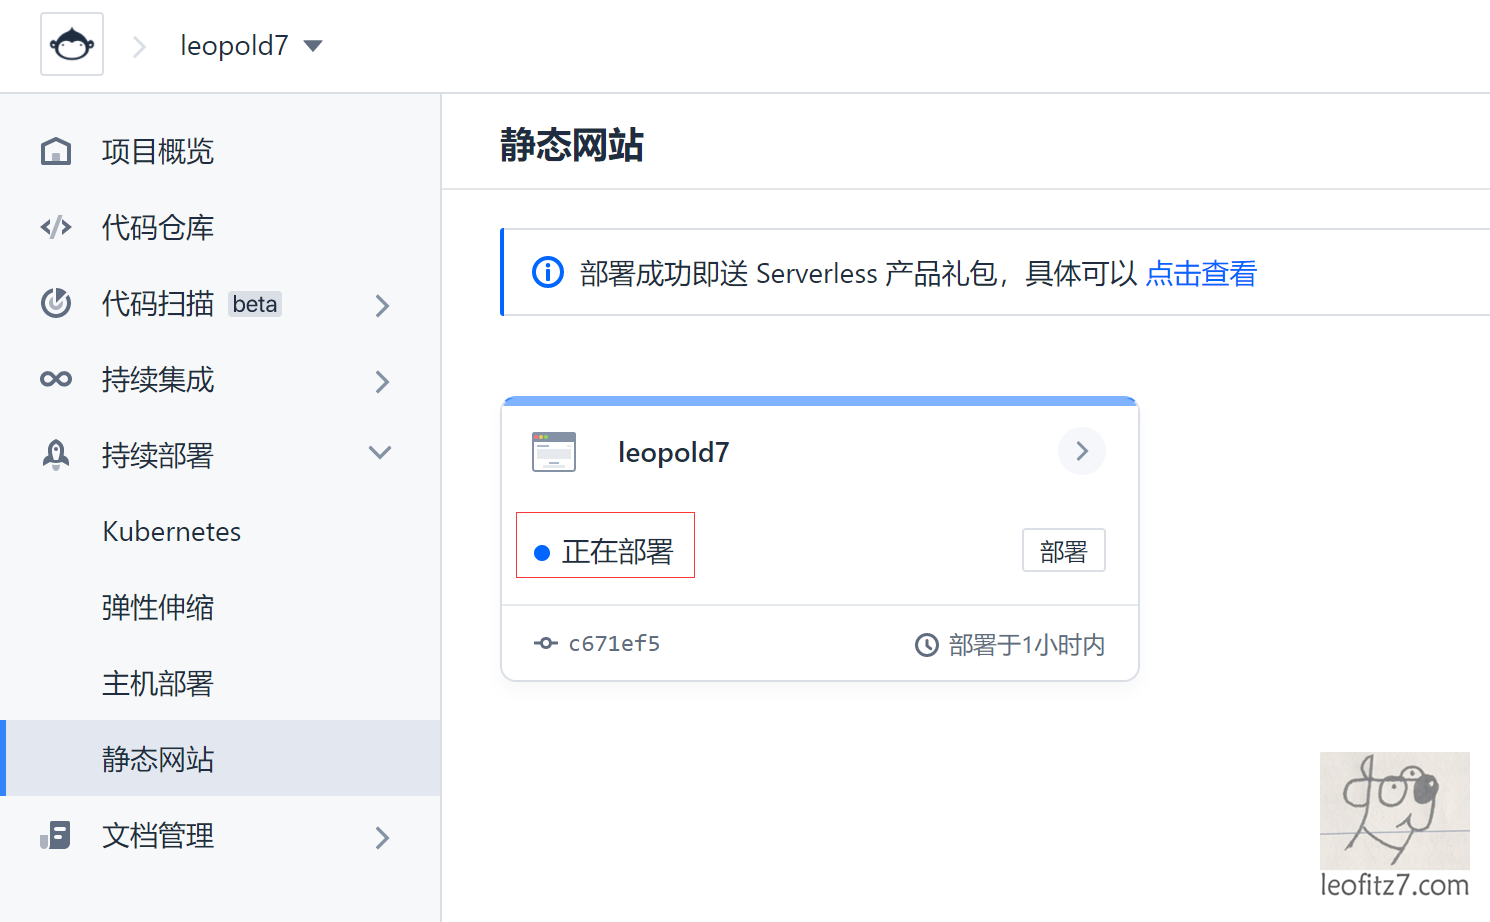 leopold7
项目概览
代码仓库
代码扫描 beta
持续集成
持续部署
Kubernetes
弹性伸缩
主机部署
静态网站
文档管理
静态网站
部署成功即送 Serverless 产品礼包，具体可以 点击查看
leopold7
正在部署
部署
c671ef5
部署于1小时内
leofitz7.com